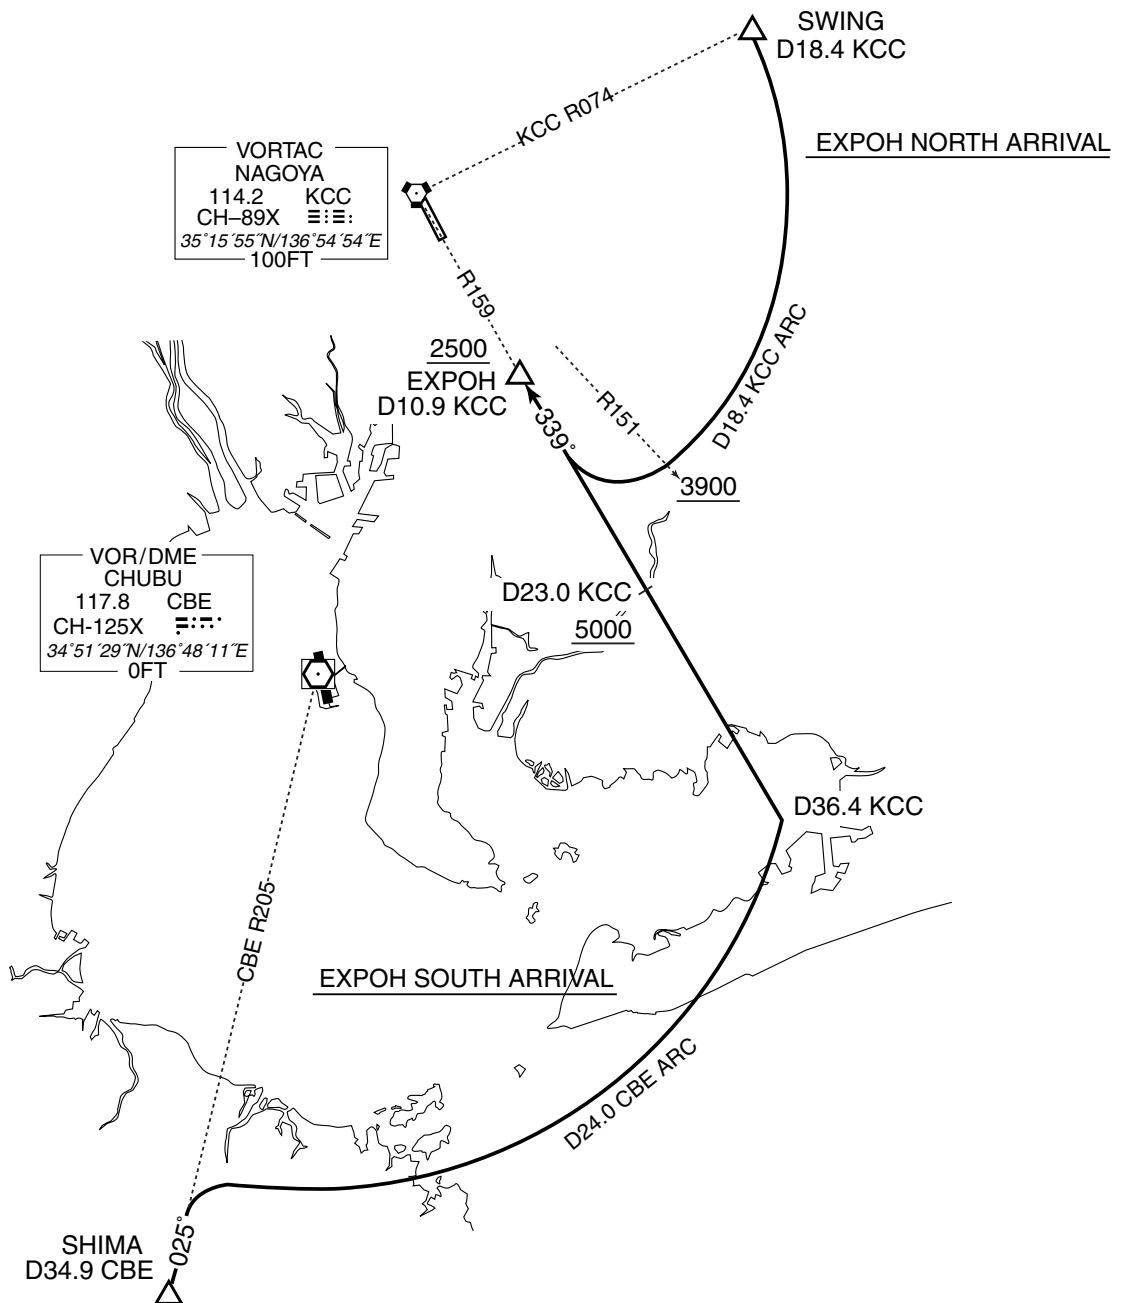 SWING
D18.4 KCC
KCC R074
EXPOH NORTH ARRIVAL
VORTAC
NAGOYA
114.2 KCC
CH–89X
35°15´55˝N/136°54´54˝E
100FT
R159
2500
EXPOH
D10.9 KCC
339°
R151
D18.4 KCC ARC
3900
VOR/DME
CHUBU
117.8 CBE
CH-125X
34°51´29˝N/136°48´11˝E
0FT
D23.0 KCC
5000
D36.4 KCC
CBE R205
EXPOH SOUTH ARRIVAL
D24.0 CBE ARC
025°
SHIMA
D34.9 CBE